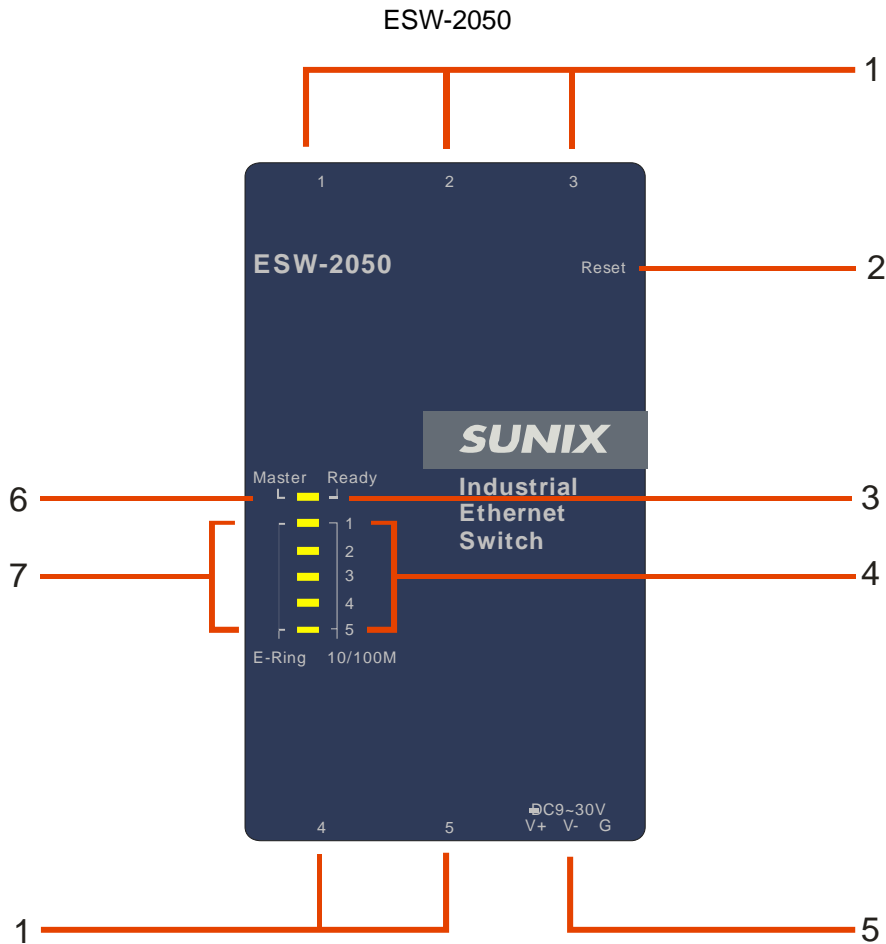 ESW-2050
1
1 2 3
ESW-2050
Reset
2
SUNIX
Master Ready
6
3
Industrial
Ethernet
Switch
1
2
3
4
5
7
4
E-Ring 10/100M
DC9~30V
4 5
V+ V- G
1
5